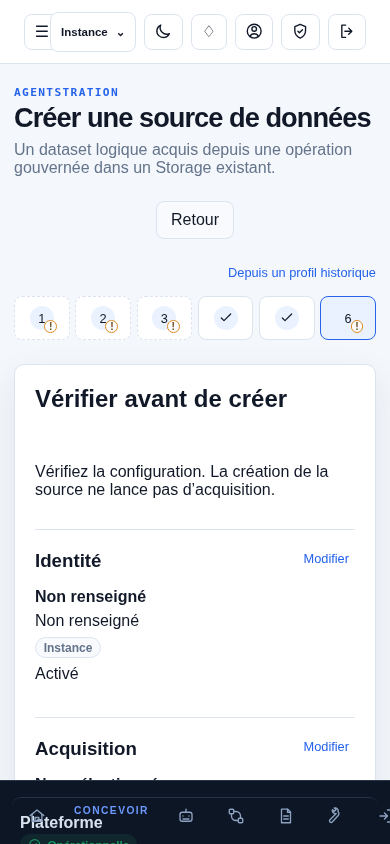 Instance
AGENTSTRATION
Créer une source de données
Un dataset logique acquis depuis une opération
gouvernée dans un Storage existant.
Retour
Depuis un profil historique
1 ! 2 ! 3 ! 6 !
Vérifier avant de créer
Vérifiez la configuration. La création de la
source ne lance pas d’acquisition.
Identité
Modifier
Non renseigné
Non renseigné
Instance
Activé
Acquisition
Modifier
CONCEVOIR
Plateforme
Opérationnelle